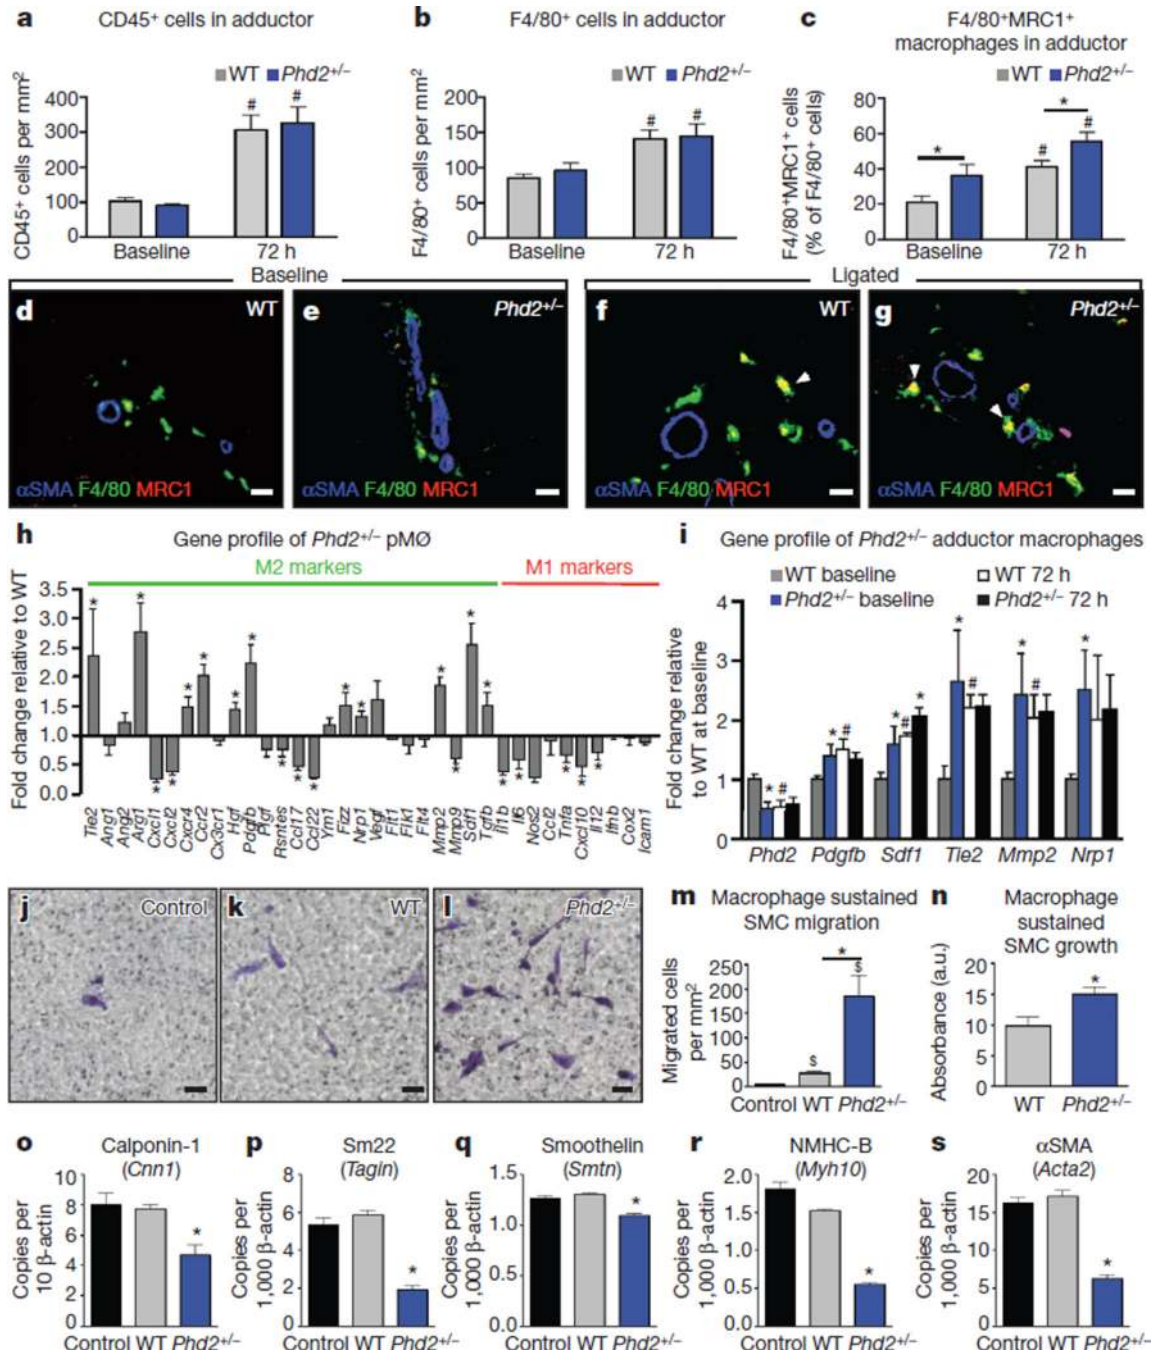 a CD45+ cells in adductor
WT Phd2+/–
CD45+ cells per mm2
400
300
200
100
0
Baseline 72 h
# #
b F4/80+ cells in adductor
WT Phd2+/–
F4/80+ cells per mm2
200
150
100
50
0
Baseline 72 h
# #
c F4/80+MRC1+
macrophages in adductor
WT Phd2+/–
F4/80+MRC1+ cells
(% of F4/80+ cells)
80
60
40
20
0
Baseline 72 h
* * # #
Baseline
Ligated
d WT
αSMA F4/80 MRC1
e Phd2+/–
αSMA F4/80 MRC1
f WT
αSMA F4/80 MRC1
g Phd2+/–
αSMA F4/80 MRC1
h Gene profile of Phd2+/– pMØ
M2 markers M1 markers
Fold change relative to WT
3.5
3.0
2.5
2.0
1.5
1.0
0.5
0.0
Tie2 Ang1 Ang2 Arg1 Cxcl1 Cxcl2 Cxcr4 Ccr2 Cx3cr1 Hgf Pdgfb Plgf Rsntes Ccl17 Ccl22 Ym1 Fizz Nrp1 Vegf Flt1 Flk1 Flt4 Mmp2 Mmp9 Sdf1 Tgfb Il1b Il6 Nos2 Ccl2 Tnfa Cxcl10 Il12 Ifnb Cox2 Icam1
i Gene profile of Phd2+/– adductor macrophages
WT baseline WT 72 h
Phd2+/– baseline Phd2+/– 72 h
Fold change relative
to WT at baseline
4
3
2
1
0
Phd2 Pdgfb Sdf1 Tie2 Mmp2 Nrp1
j Control
k WT
l Phd2+/–
m Macrophage sustained
SMC migration
Migrated cells
per mm2
250
200
150
100
50
0
Control WT Phd2+/–
* $ $
n Macrophage
sustained
SMC growth
Absorbance (a.u.)
20
15
10
5
0
WT Phd2+/–
*
o Calponin-1
(Cnn1)
Copies per
10 β-actin
10
8
6
4
2
0
Control WT Phd2+/–
*
p Sm22
(Tagin)
Copies per
1,000 β-actin
8
6
4
2
0
Control WT Phd2+/–
*
q Smoothelin
(Smtn)
Copies per
1,000 β-actin
1.5
1.0
0.5
0.0
Control WT Phd2+/–
*
r NMHC-B
(Myh10)
Copies per
1,000 β-actin
2.0
1.5
1.0
0.5
0.0
Control WT Phd2+/–
*
s αSMA
(Acta2)
Copies per
1,000 β-actin
20
15
10
5
0
Control WT Phd2+/–
*